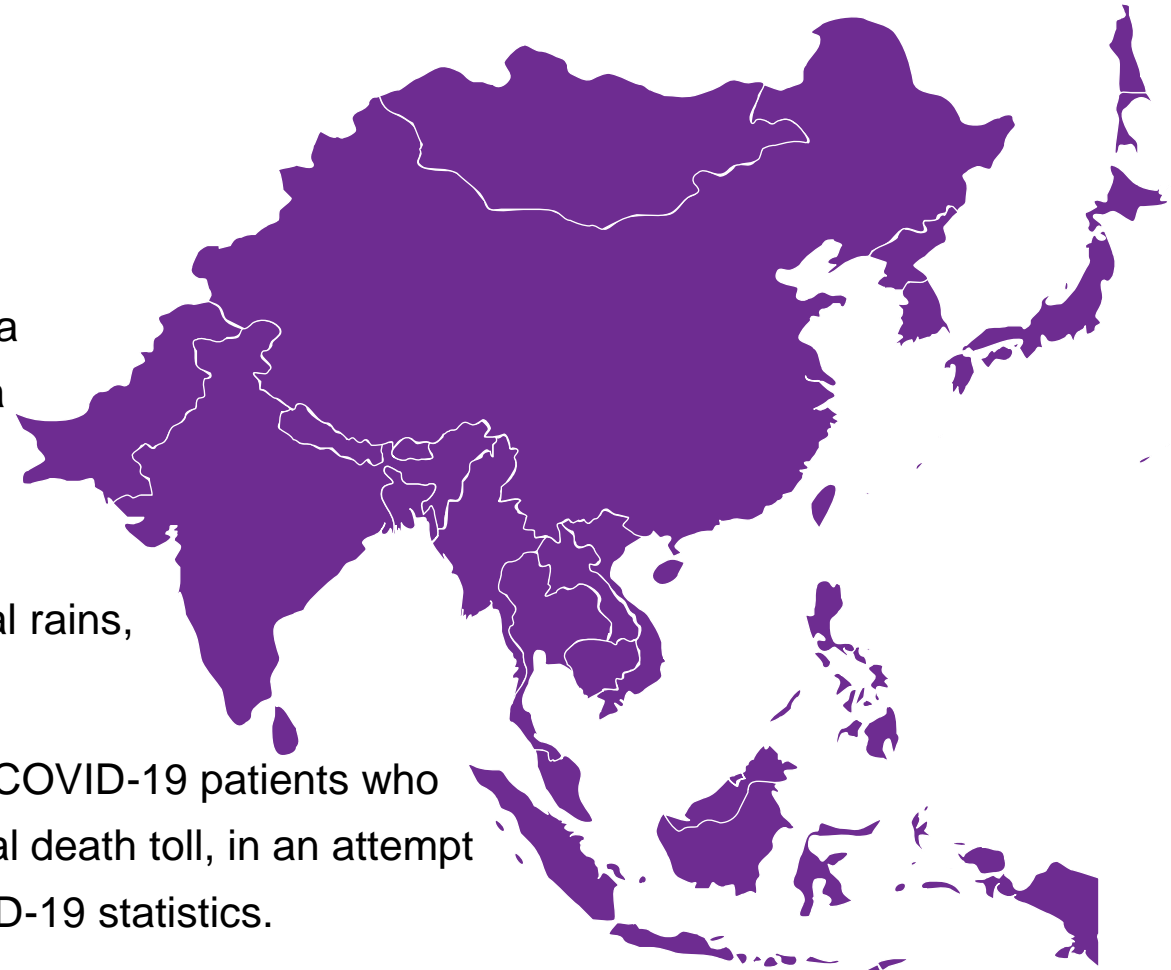 a
a
al rains,
COVID-19 patients who
al death toll, in an attempt
D-19 statistics.